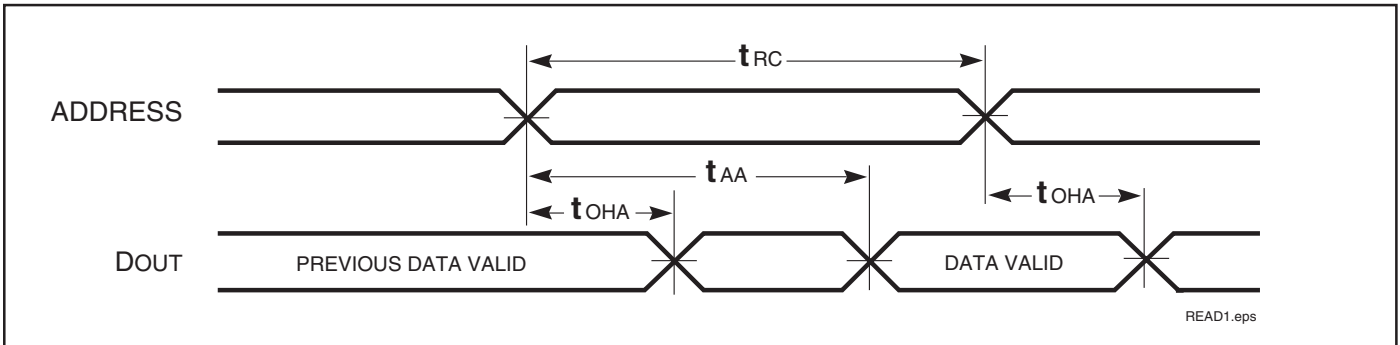 tRC
ADDRESS
tAA
tOHA
tOHA
DOUT
PREVIOUS DATA VALID
DATA VALID
READ1.eps